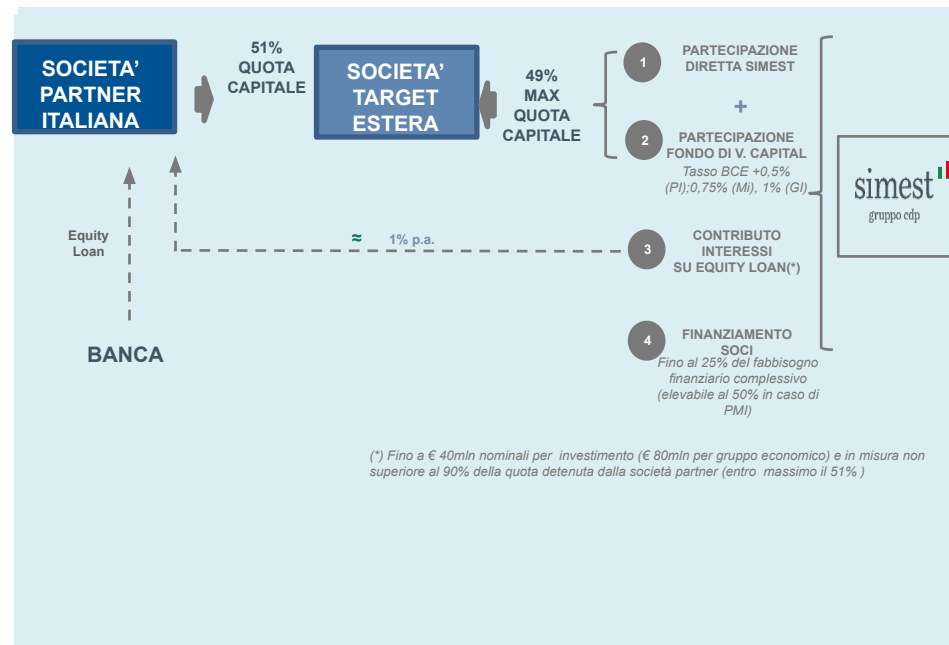 SOCIETA'
PARTNER
ITALIANA
51%
QUOTA
CAPITALE
SOCIETA'
TARGET
ESTERA
49%
MAX
QUOTA
CAPITALE
1
PARTECIPAZIONE
DIRETTA SIMEST
+
2
PARTECIPAZIONE
FONDO DI V. CAPITAL
Tasso BCE +0,5%
(PI);0,75% (Mi), 1% (GI)
simest
gruppo cdp
Equity
Loan
≈ 1% p.a.
3
CONTRIBUTO
INTERESSI
SU EQUITY LOAN(*)
BANCA
4
FINANZIAMENTO
SOCI
Fino al 25% del fabbisogno
finanziario complessivo
(elevabile al 50% in caso di
PMI)
(*) Fino a € 40mln nominali per investimento (€ 80mln per gruppo economico) e in misura non
superiore al 90% della quota detenuta dalla società partner (entro massimo il 51% )